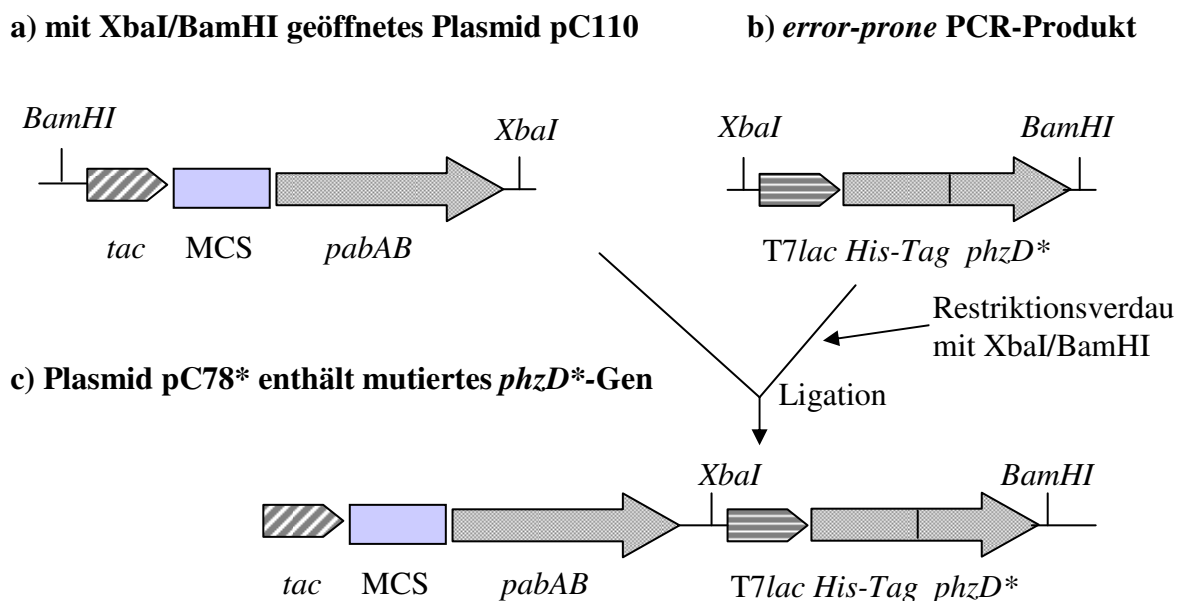 a) mit XbaI/BamHI geöffnetes Plasmid pC110
b) error-prone PCR-Produkt
BamHI
XbaI
tac MCS pabAB
XbaI
BamHI
T7lac His-Tag phzD*
Restriktionsverdau
mit XbaI/BamHI
c) Plasmid pC78* enthält mutiertes phzD*-Gen
Ligation
XbaI
BamHI
tac MCS pabAB T7lac His-Tag phzD*